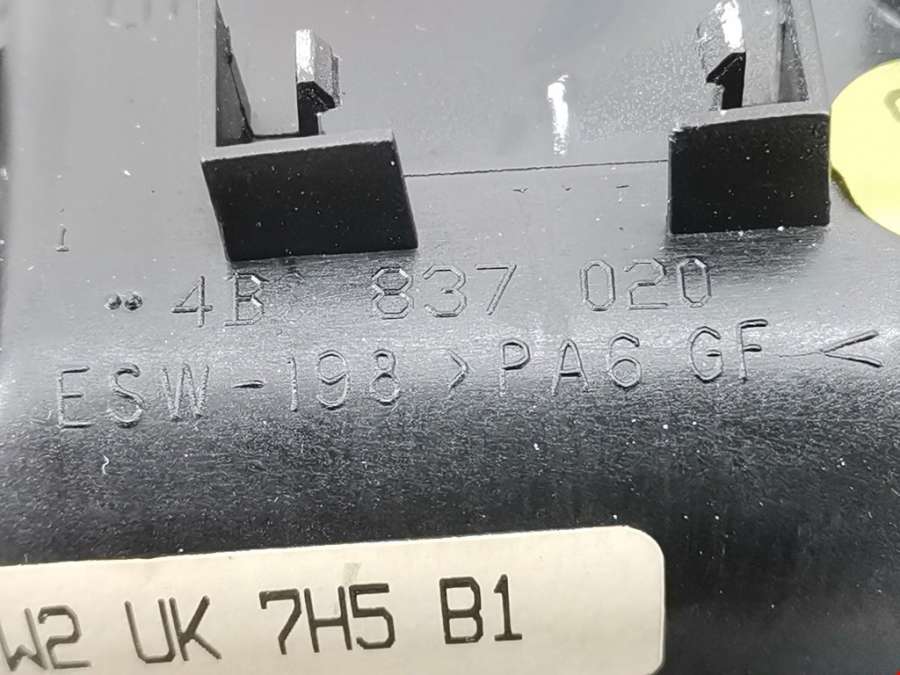 4B 837 020
ESW-198 >PA6 GF<
W2 UK 7H5 B1